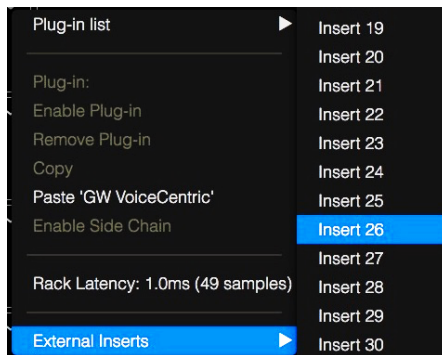 Plug-in list
Plug-in:
Enable Plug-in
Remove Plug-in
Copy
Paste 'GW VoiceCentric'
Enable Side Chain
Rack Latency: 1.0ms (49 samples)
External Inserts
Insert 19
Insert 20
Insert 21
Insert 22
Insert 23
Insert 24
Insert 25
Insert 26
Insert 27
Insert 28
Insert 29
Insert 30